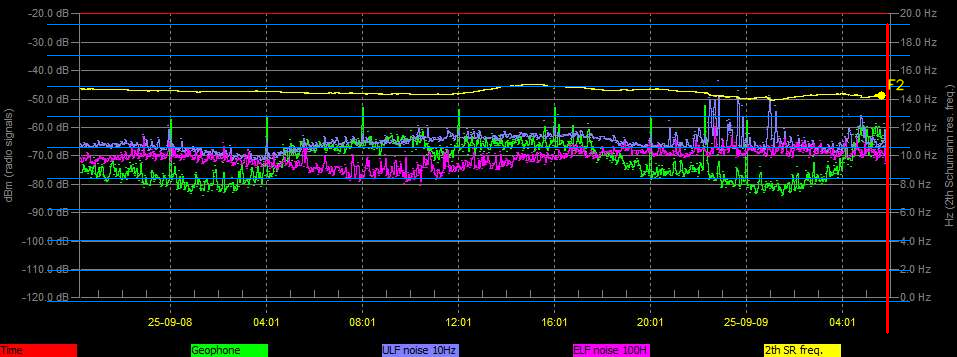 -20.0 dB 20.0 Hz
-30.0 dB 18.0 Hz
-40.0 dB 16.0 Hz
F2
-50.0 dB 14.0 Hz
-60.0 dB 12.0 Hz
-70.0 dB 10.0 Hz
-80.0 dB 8.0 Hz
-90.0 dB 6.0 Hz
-100.0 dB 4.0 Hz
-110.0 dB 2.0 Hz
-120.0 dB 0.0 Hz
dBm (radio signals)
Hz (2th Schumann res. freq.)
25-09-08 04:01 08:01 12:01 16:01 20:01 25-09-09 04:01
Time Geophone ULF noise 10Hz ELF noise 100H 2th SR freq.